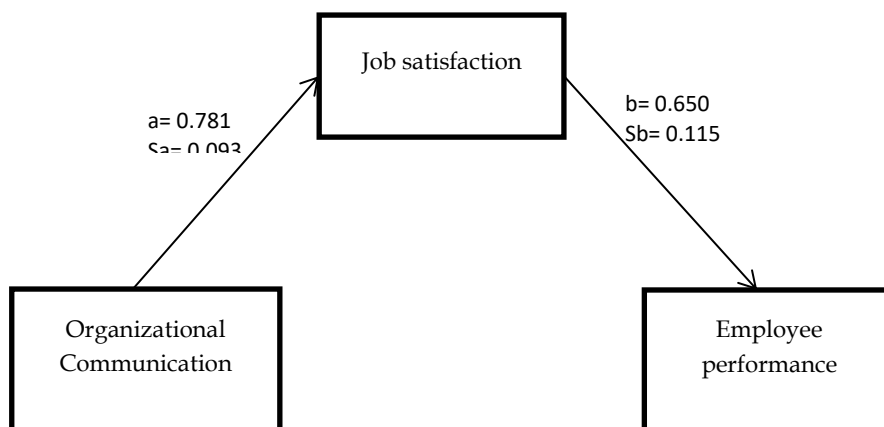 Job satisfaction
a= 0.781
Sa= 0.093
b= 0.650
Sb= 0.115
Organizational
Communication
Employee
performance